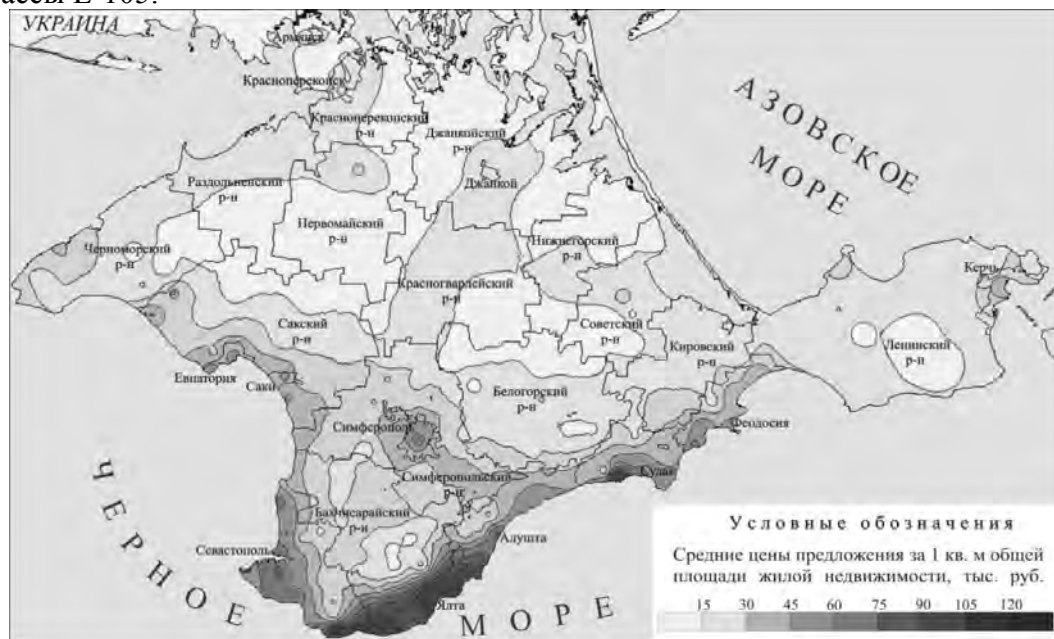 УКРАИНА
Армянск
Красноперекопск
Красноперекопский
р-н
Джанкойский
р-н
Джанкой
Раздольненский
р-н
Первомайский
р-н
Нижнегорский
р-н
Черноморский
р-н
Красногвардейский
р-н
Сакский
р-н
Советский
р-н
Кировский
р-н
Ленинский
р-н
Керчь
Евпатория
Саки
Белогорский
р-н
Симферополь
Феодосия
Судак
Симферопольский
р-н
Бахчисарайский
р-н
Севастополь
Алушта
Ялта
АЗОВСКОЕ
МОРЕ
ЧЕРНОЕ
МОРЕ
Условные обозначения
Средние цены предложения за 1 кв. м общей
площади жилой недвижимости, тыс. руб.
15 30 45 60 75 90 105 120